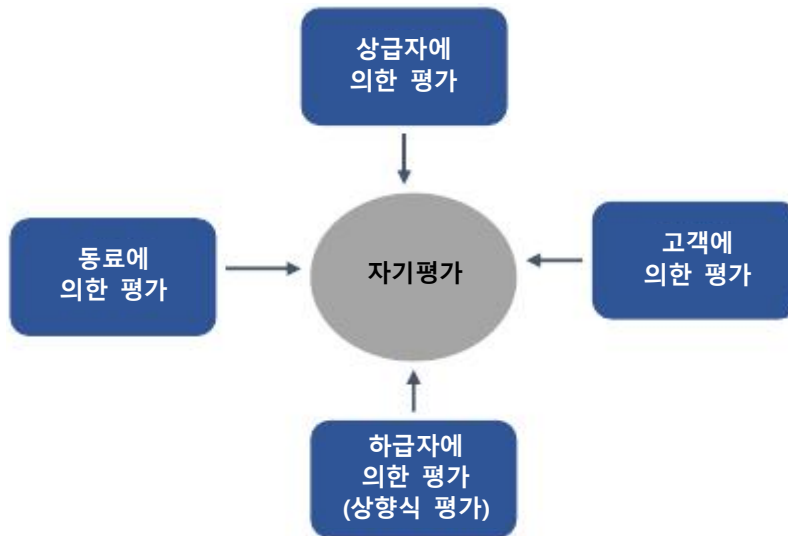 상급자에
의한 평가
동료에
의한 평가
자기평가
고객에
의한 평가
하급자에
의한 평가
(상향식 평가)